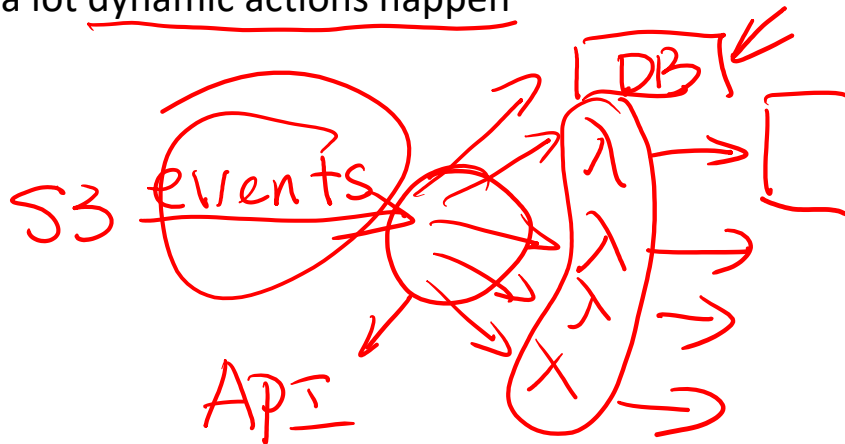 a lot dynamic actions happen
DB
λ
S3 events
λ
λ
λ
API